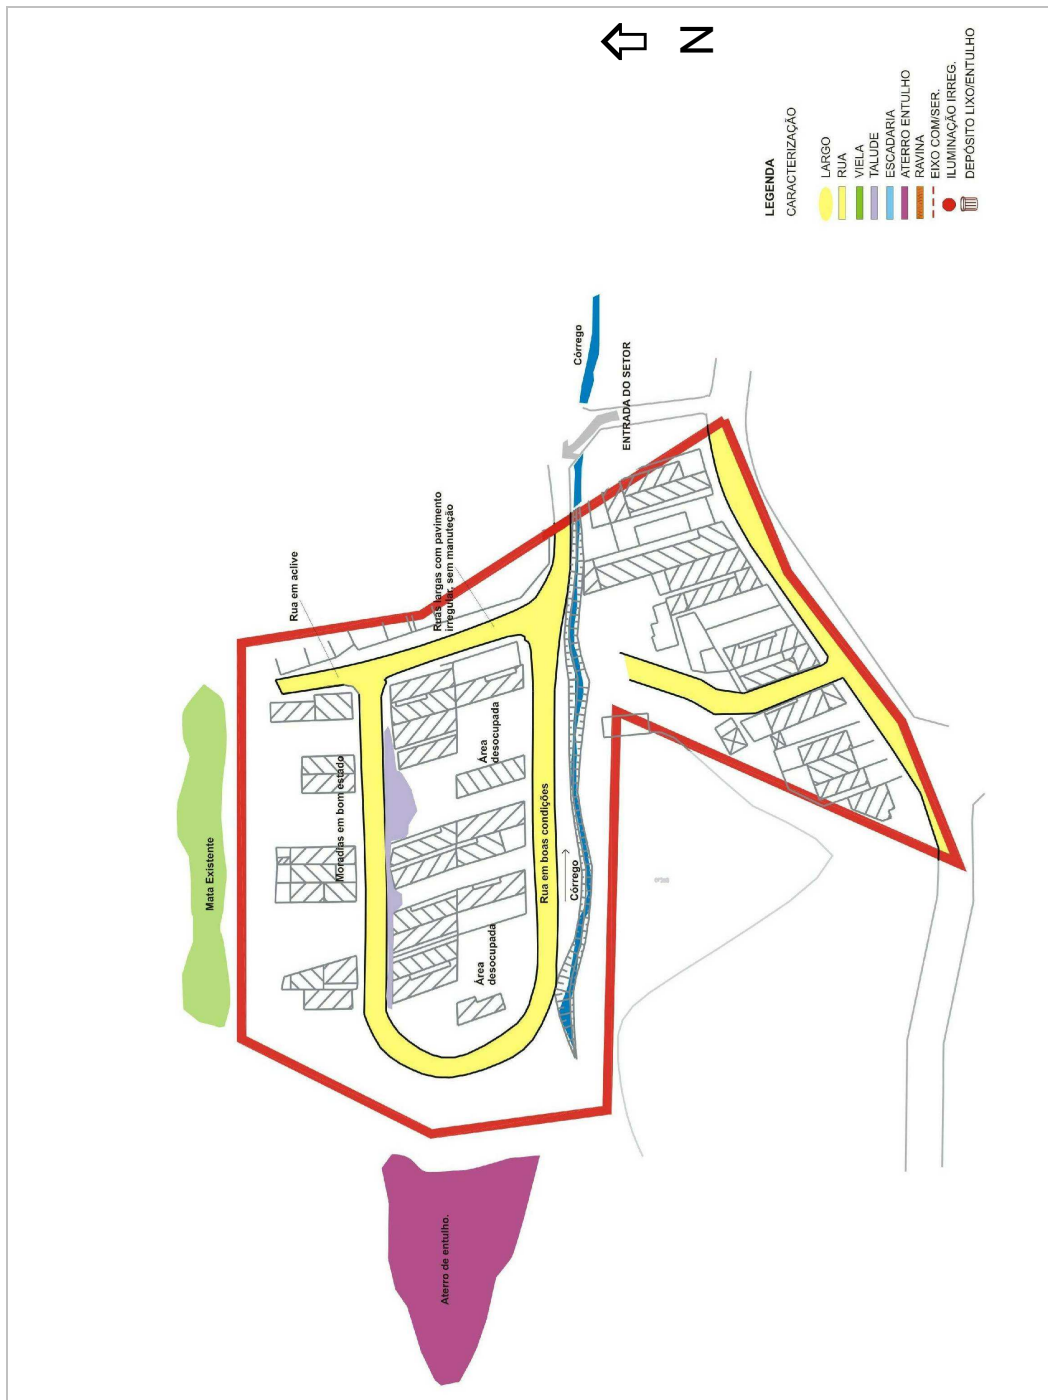 N
LEGENDA
CARACTERIZAÇÃO
LARGO
RUA
VIELA
TALUDE
ESCADARIA
ATERRO ENTULHO
RAVINA
EIXO COM/SER.
ILUMINAÇÃO IRREG.
DEPÓSITO LIXO/ENTULHO
Mata Existente
Rua em aclive
Moradias em bom estado
Ruas largas com pavimento
irregular, sem manuteção
Área
desocupada
Área
desocupada
Rua em boas condições
Córrego
Córrego
ENTRADA DO SETOR
Aterro de entulho.